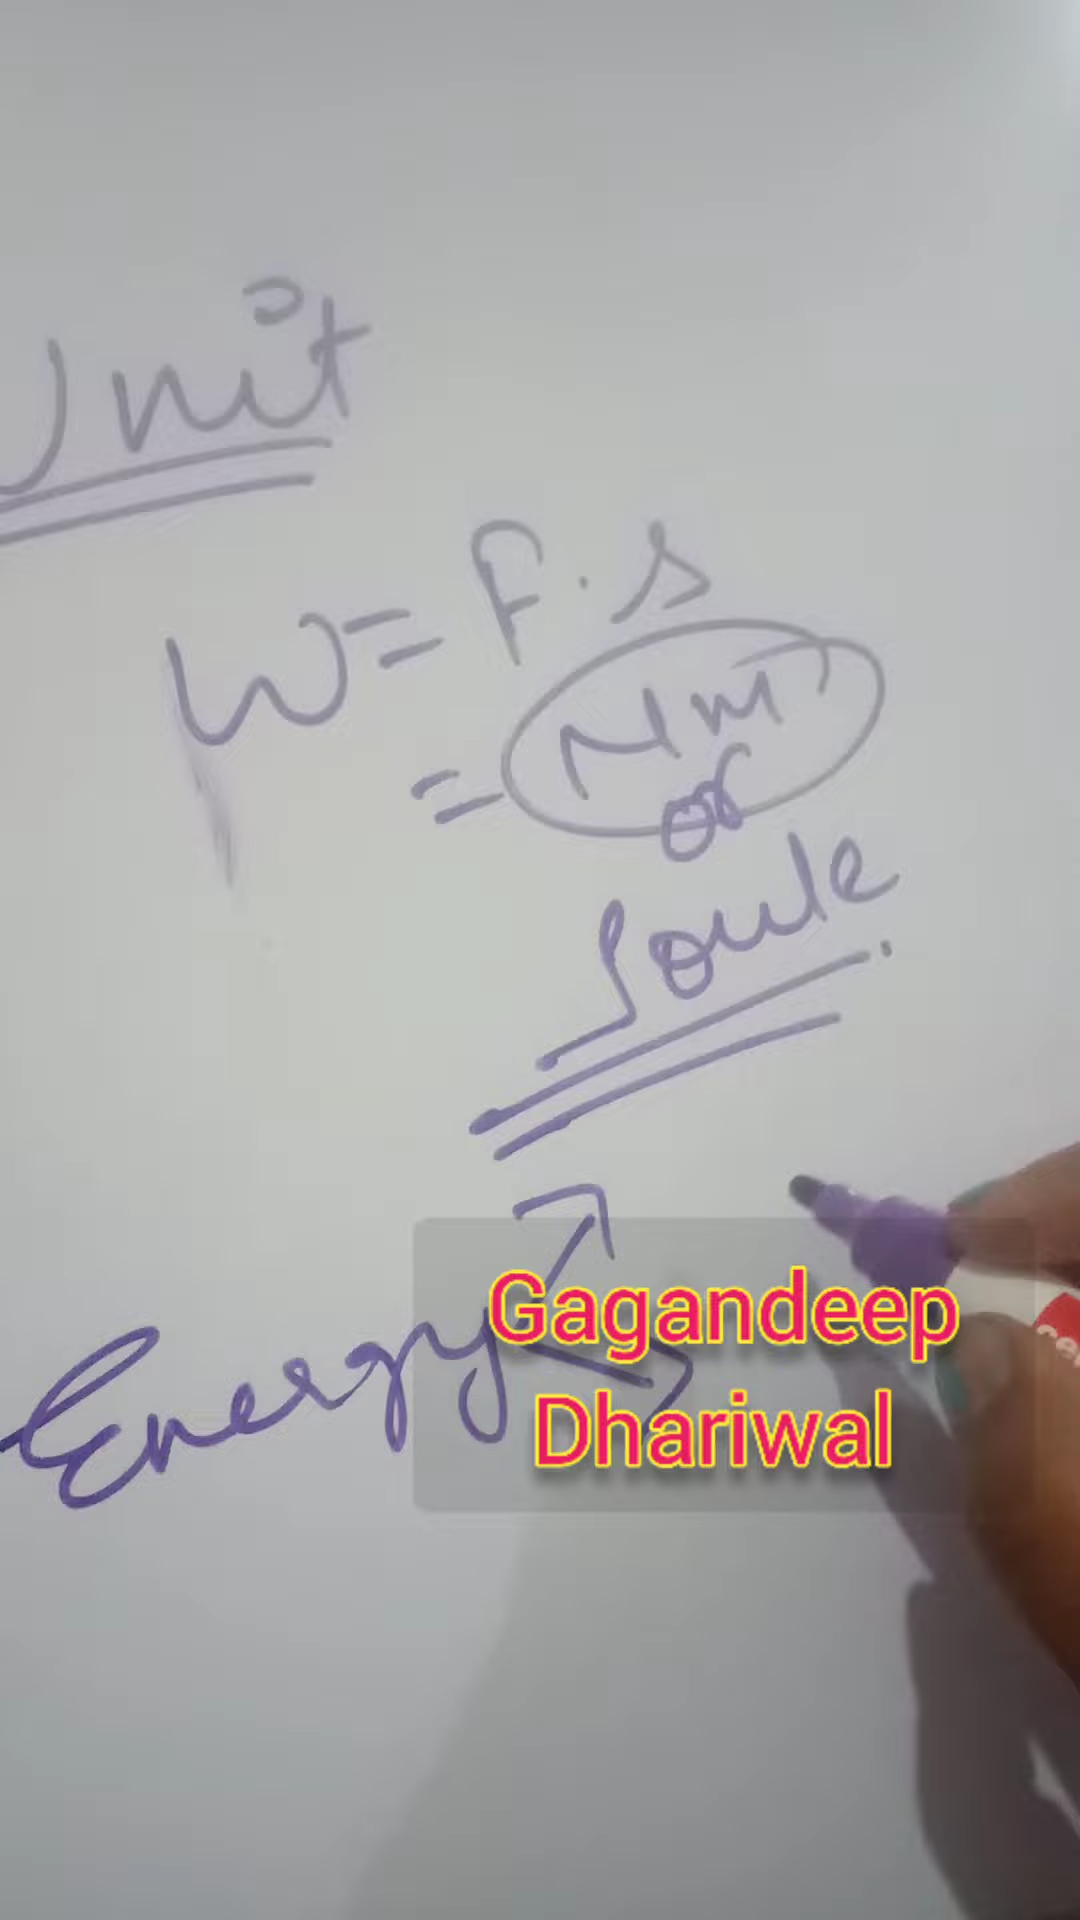 Unit
W = F . s
= Nm
or
Joule
Energy
Gagandeep
Dhariwal